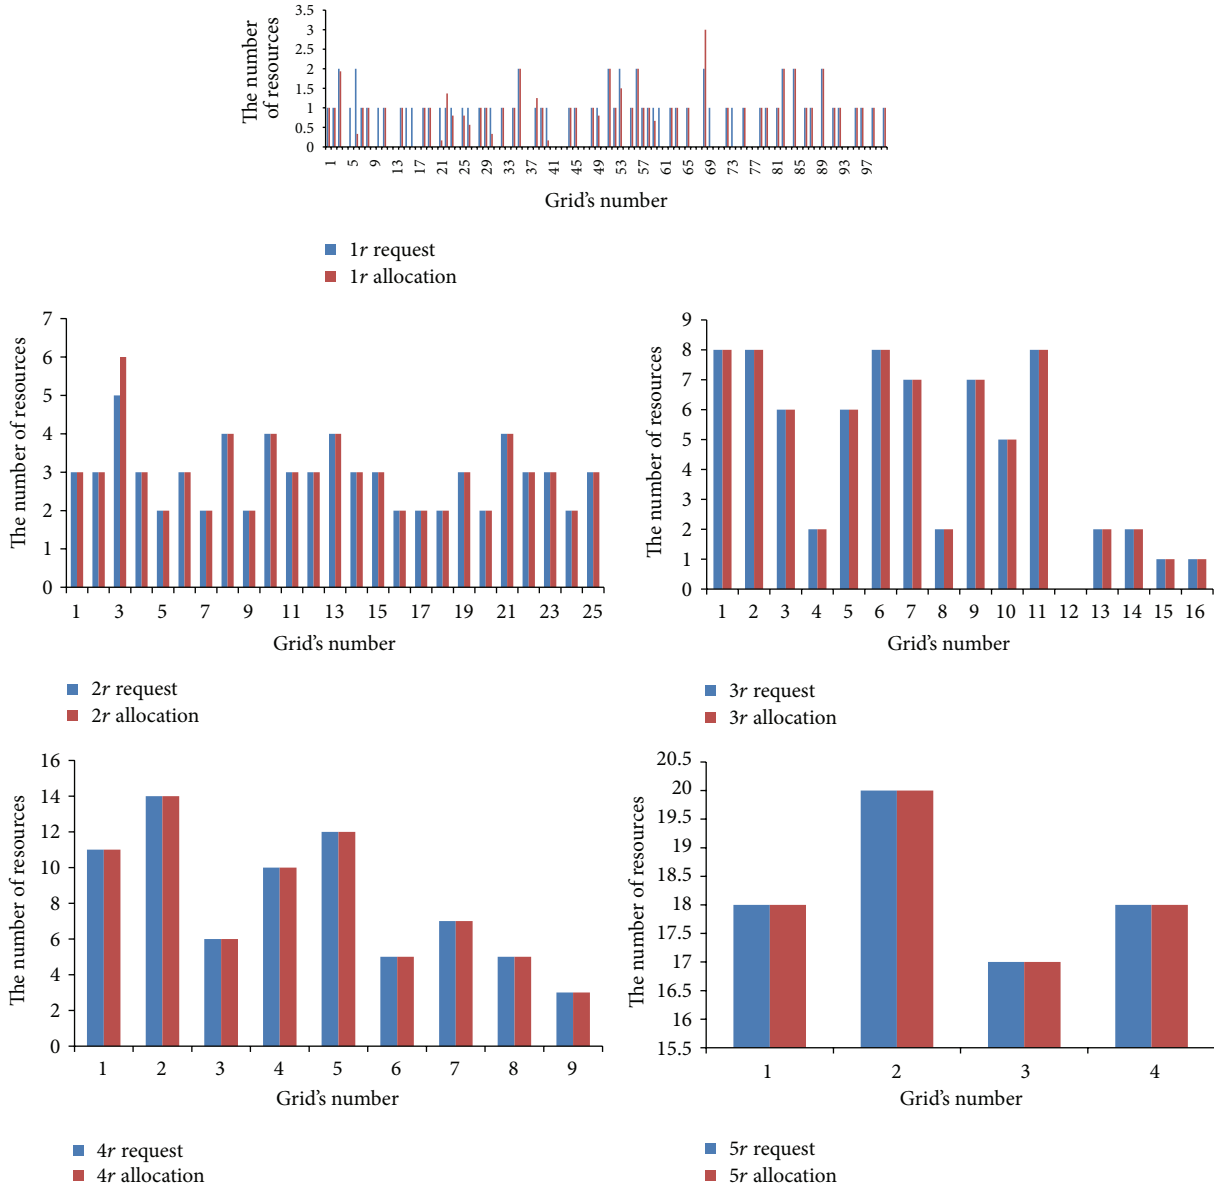 3.5
3
2.5
2
1.5
1
0.5
0
The number
of resources
1 5 9 13 17 21 25 29 33 37 41 45 49 53 57 61 65 69 73 77 81 85 89 93 97
Grid's number
1r request
1r allocation
7
6
5
4
3
2
1
0
The number of resources
1 3 5 7 9 11 13 15 17 19 21 23 25
Grid's number
2r request
2r allocation
9
8
7
6
5
4
3
2
1
0
The number of resources
1 2 3 4 5 6 7 8 9 10 11 12 13 14 15 16
Grid's number
3r request
3r allocation
16
14
12
10
8
6
4
2
0
The number of resources
1 2 3 4 5 6 7 8 9
Grid's number
4r request
4r allocation
20.5
20
19.5
19
18.5
18
17.5
17
16.5
16
15.5
The number of resources
1 2 3 4
Grid's number
5r request
5r allocation